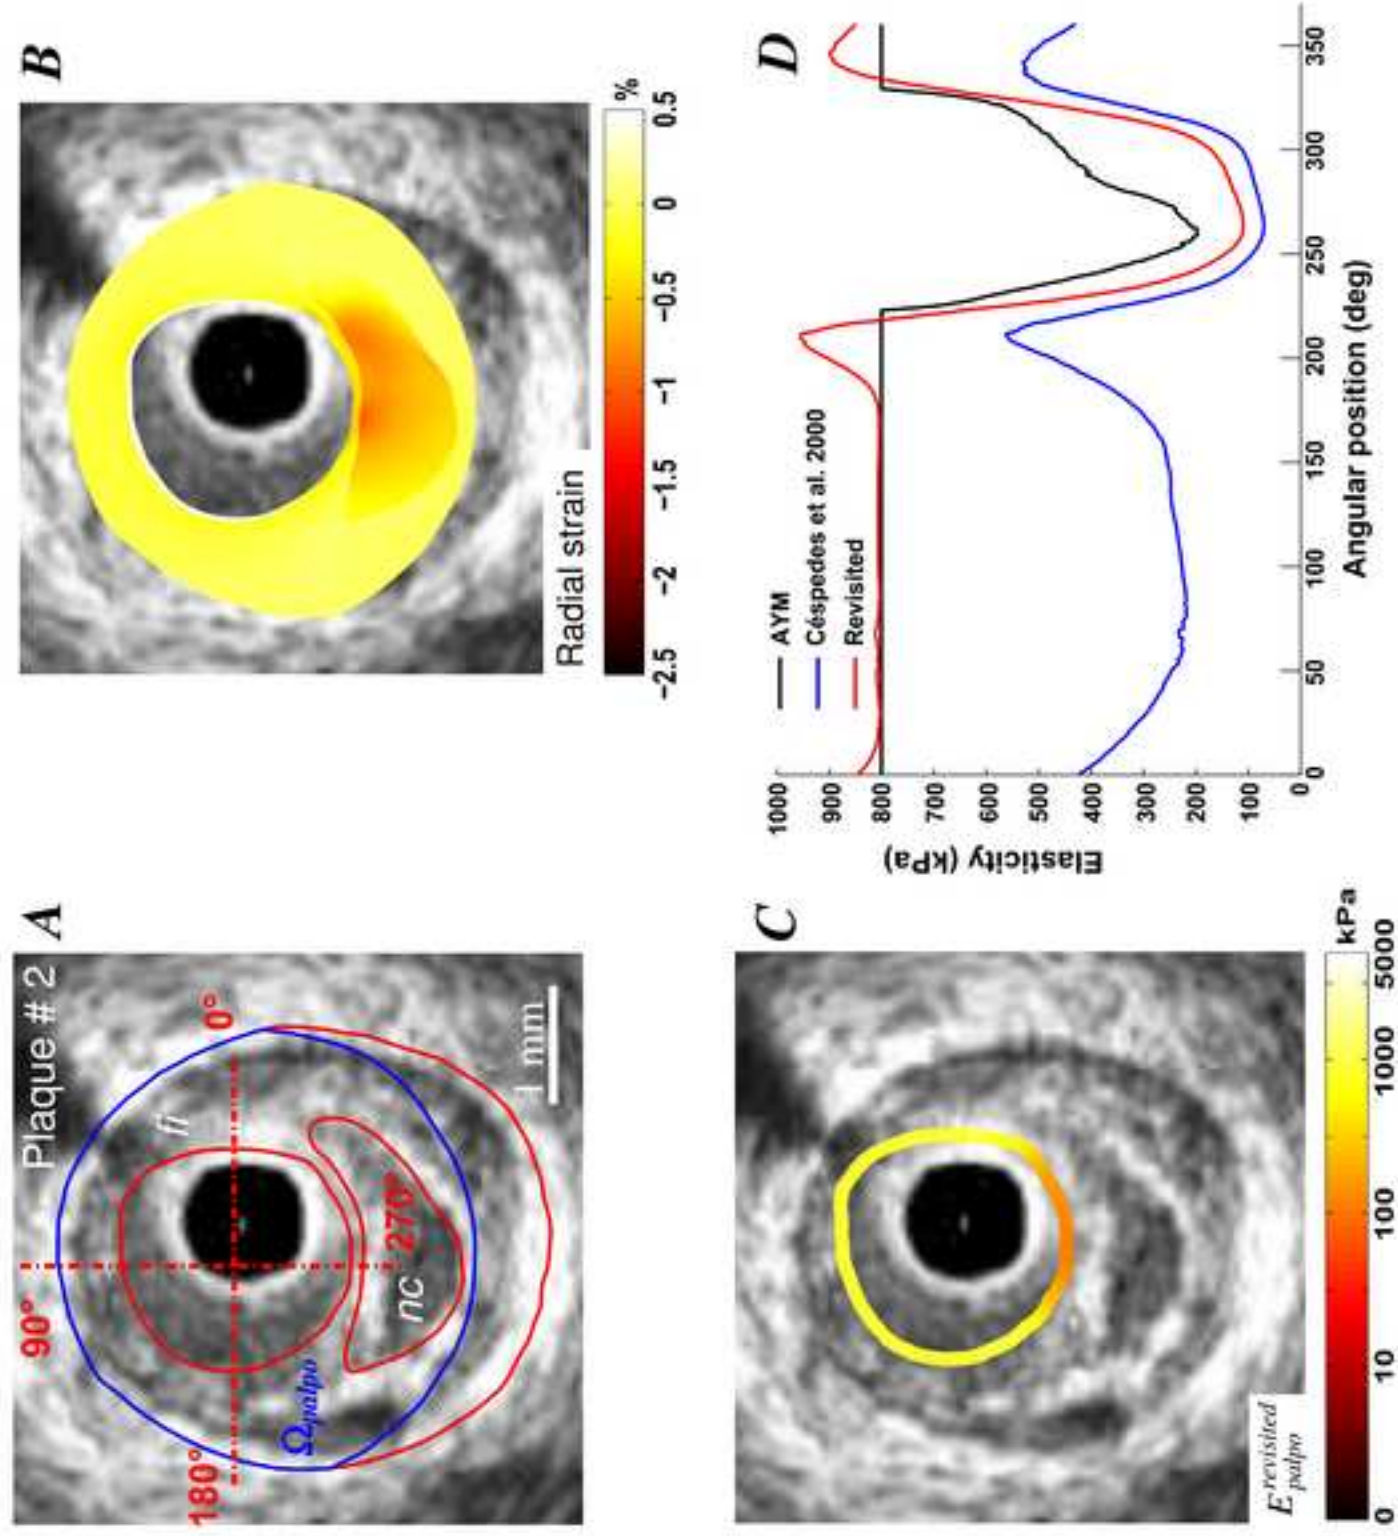 A
Plaque # 2
90°
0°
180°
270°
fi
nc
Ωpalpo
1 mm
B
Radial strain
%
−2.5 −2 −1.5 −1 −0.5 0 0.5
C
E revisited palpo
kPa
0 10 100 1000 5000
D
AYM
Céspedes et al. 2000
Revisited
Elasticity (kPa)
1000
900
800
700
600
500
400
300
200
100
0
0 50 100 150 200 250 300 350
Angular position (deg)